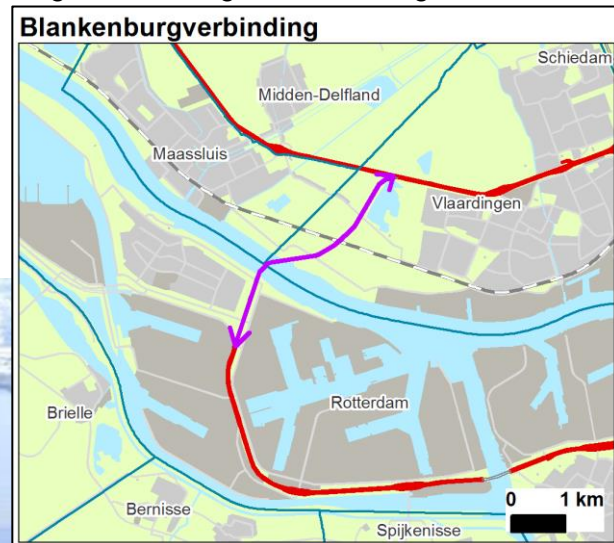 Blankenburgverbinding
Schiedam
Midden-Delfland
Maassluis
Vlaardingen
Rotterdam
Brielle
Bernisse
Spijkenisse
0 1 km